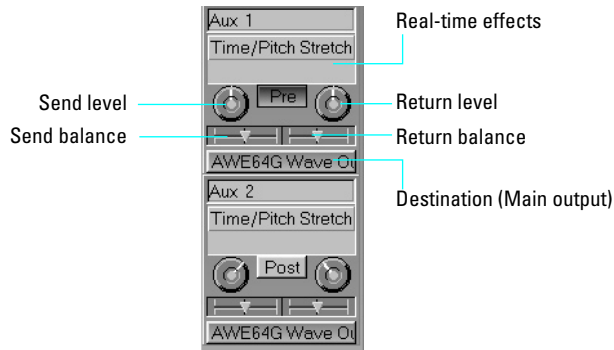 Aux 1
Real-time effects
Time/Pitch Stretch
Send level
Pre
Return level
Send balance
Return balance
AWE64G Wave Ou
Aux 2
Destination (Main output)
Time/Pitch Stretch
Post
AWE64G Wave Ou